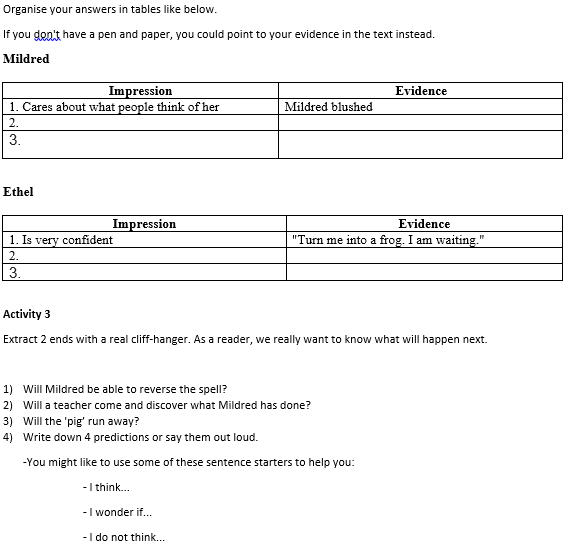 Organise your answers in tables like below.
If you don't have a pen and paper, you could point to your evidence in the text instead.
Mildred
Impression Evidence
1. Cares about what people think of her Mildred blushed
2.
3.
Ethel
Impression Evidence
1. Is very confident "Turn me into a frog. I am waiting."
2.
3.
Activity 3
Extract 2 ends with a real cliff-hanger. As a reader, we really want to know what will happen next.
1) Will Mildred be able to reverse the spell?
2) Will a teacher come and discover what Mildred has done?
3) Will the 'pig' run away?
4) Write down 4 predictions or say them out loud.
-You might like to use some of these sentence starters to help you:
- I think...
- I wonder if...
- I do not think...